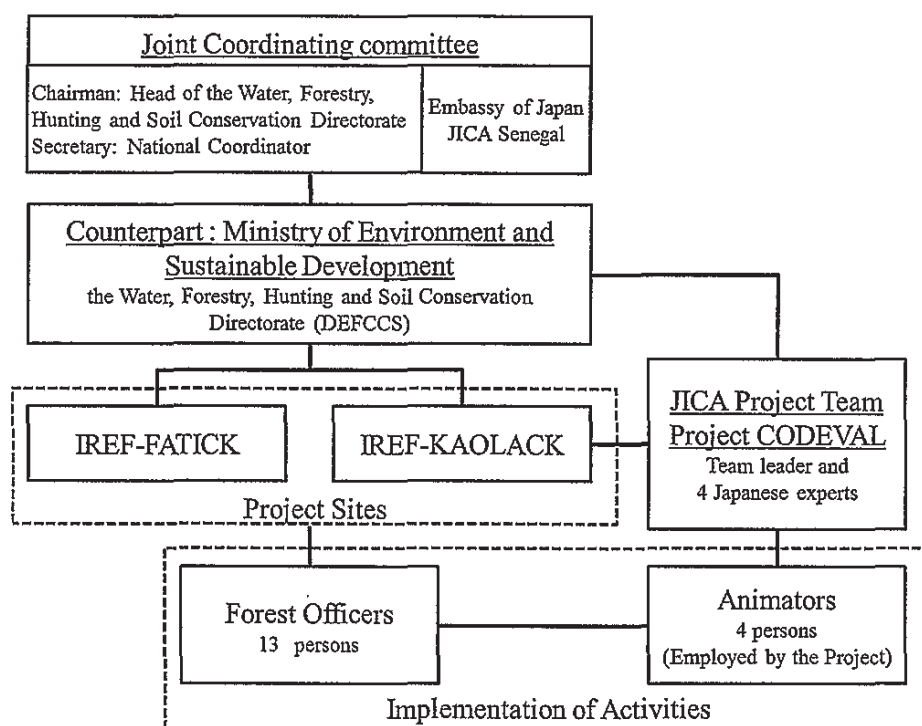 Joint Coordinating committee
Chairman: Head of the Water, Forestry,
Hunting and Soil Conservation Directorate
Secretary: National Coordinator
Embassy of Japan
JICA Senegal
Counterpart : Ministry of Environment and
Sustainable Development
the Water, Forestry, Hunting and Soil Conservation
Directorate (DEFCCS)
IREF-FATICK
IREF-KAOLACK
Project Sites
JICA Project Team
Project CODEVAL
Team leader and
4 Japanese experts
Forest Officers
13 persons
Animators
4 persons
(Employed by the Project)
Implementation of Activities